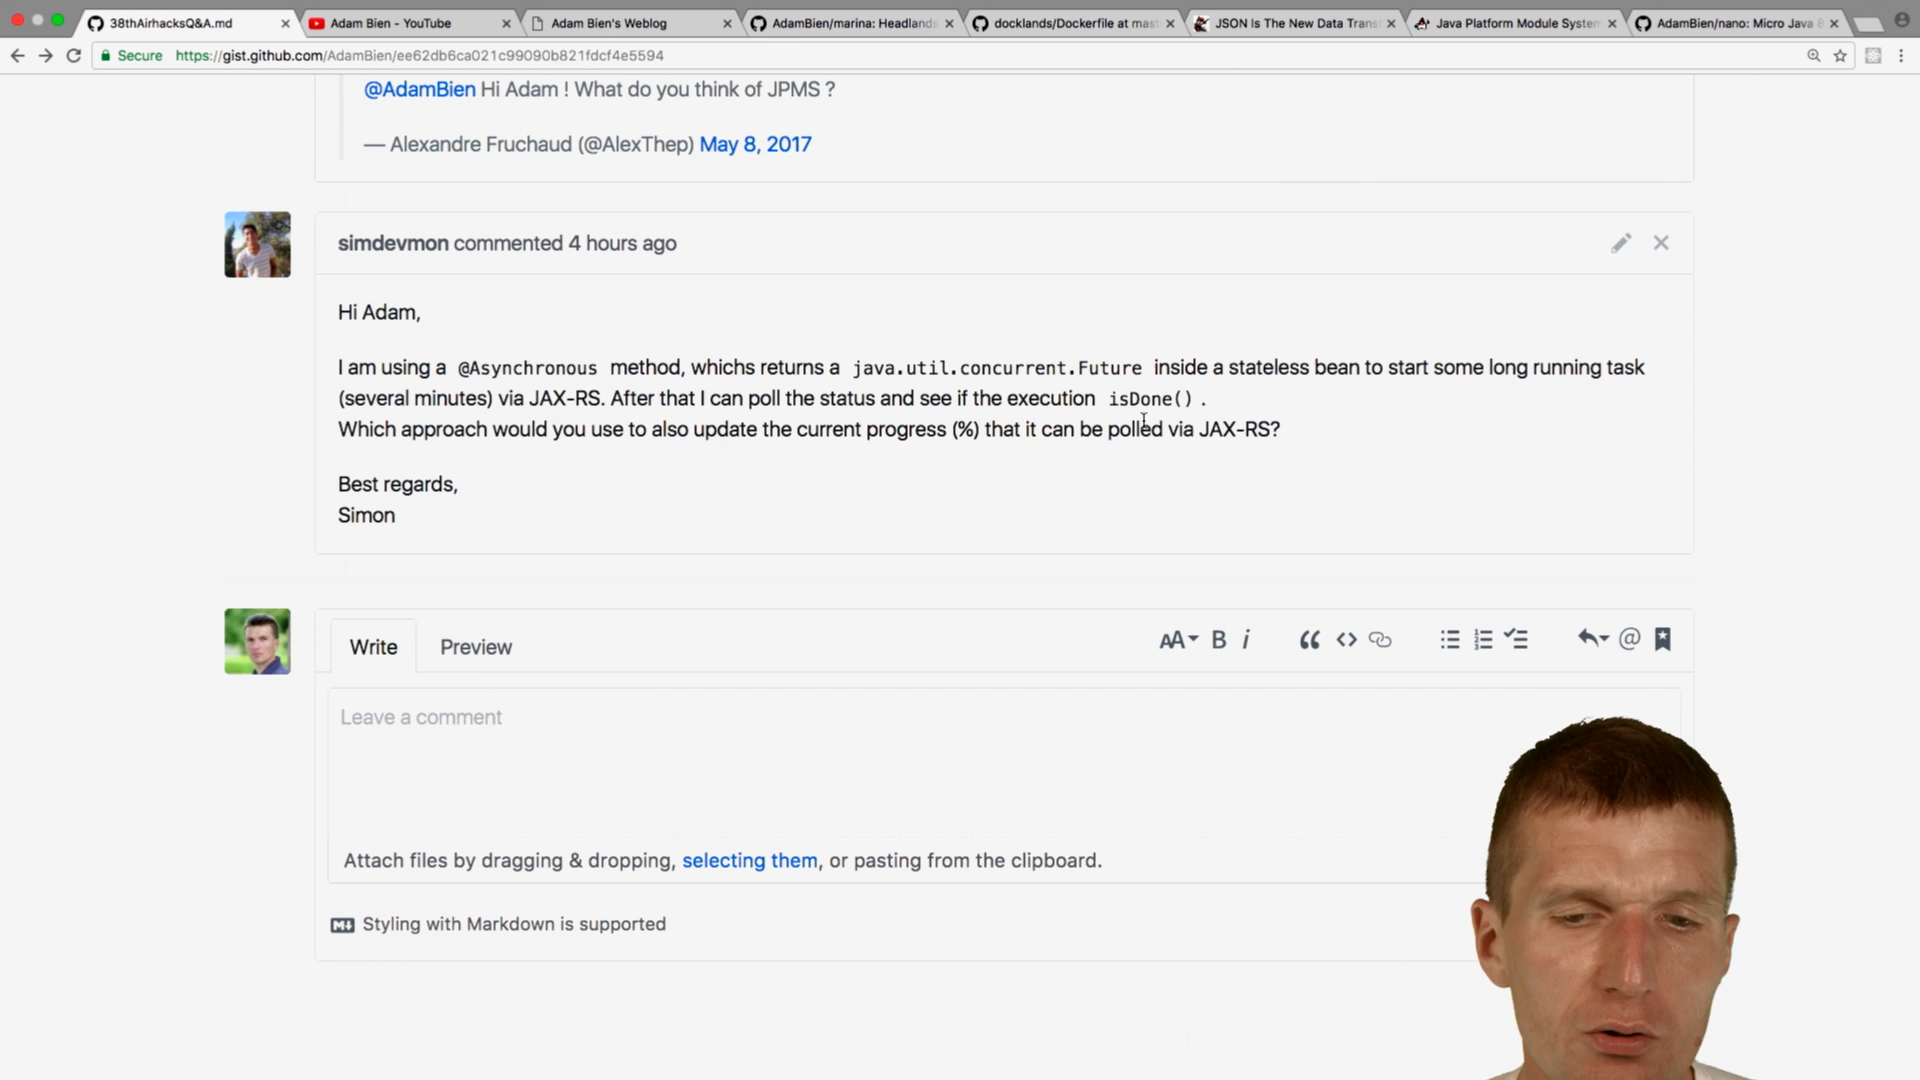 38thAirhacksQ&A.md
Adam Bien - YouTube
Adam Bien's Weblog
AdamBien/marina: Headlands
docklands/Dockerfile at mast
JSON Is The New Data Trans
Java Platform Module System
AdamBien/nano: Micro Java
Secure https://gist.github.com/AdamBien/ee62db6ca021c99090b821fdcf4e5594
@AdamBien Hi Adam ! What do you think of JPMS ?
— Alexandre Fruchaud (@AlexThep) May 8, 2017
simdevmon commented 4 hours ago
Hi Adam,
I am using a @Asynchronous method, whichs returns a java.util.concurrent.Future inside a stateless bean to start some long running task
(several minutes) via JAX-RS. After that I can poll the status and see if the execution isDone() .
Which approach would you use to also update the current progress (%) that it can be polled via JAX-RS?
Best regards,
Simon
Write
Preview
AA B i
Leave a comment
Attach files by dragging & dropping, selecting them, or pasting from the clipboard.
Styling with Markdown is supported